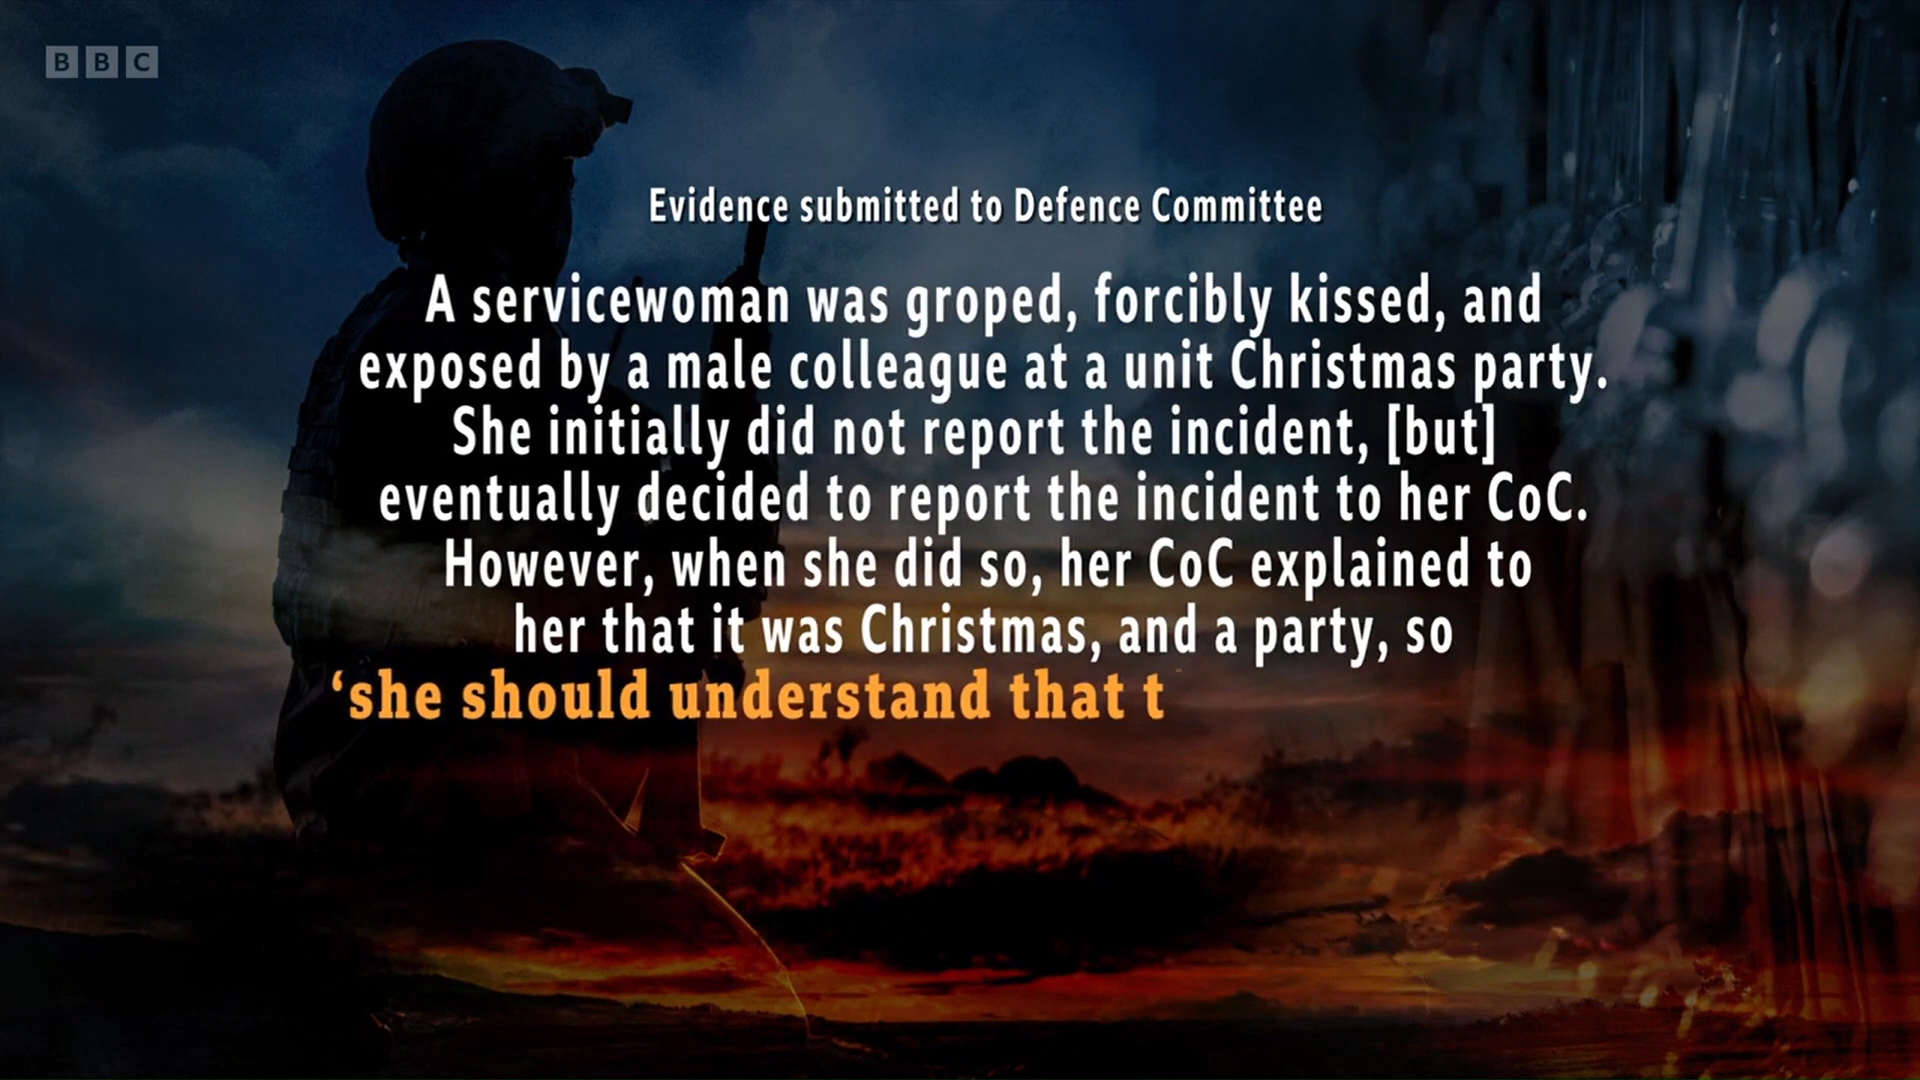 BBC
Evidence submitted to Defence Committee
A servicewoman was groped, forcibly kissed, and
exposed by a male colleague at a unit Christmas party.
She initially did not report the incident, [but]
eventually decided to report the incident to her CoC.
However, when she did so, her CoC explained to
her that it was Christmas, and a party, so
‘she should understand that t